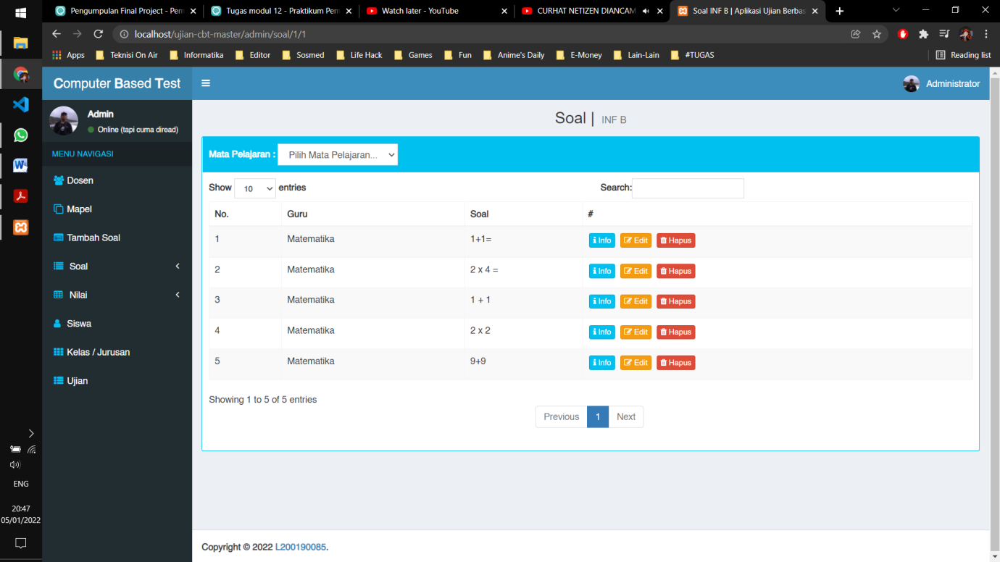 Pengumpulan Final Project - Pem
Tugas modul 12 - Praktikum Pem
Watch later - YouTube
CURHAT NETIZEN DIANCAM
Soal INF B | Aplikasi Ujian Berbas
localhost/ujian-cbt-master/admin/soal/1/1
Apps Teknisi On Air Informatika Editor Sosmed Life Hack Games Fun Anime's Daily E-Money Lain-Lain #TUGAS Reading list
Computer Based Test
Administrator
Admin
Online (tapi cuma diread)
MENU NAVIGASI
Dosen
Mapel
Tambah Soal
Soal
Nilai
Siswa
Kelas / Jurusan
Ujian
Soal | INF B
Mata Pelajaran : Pilih Mata Pelajaran...
Show 10 entries Search:
No. Guru Soal #
1 Matematika 1+1= Info Edit Hapus
2 Matematika 2 x 4 = Info Edit Hapus
3 Matematika 1 + 1 Info Edit Hapus
4 Matematika 2 x 2 Info Edit Hapus
5 Matematika 9+9 Info Edit Hapus
Showing 1 to 5 of 5 entries
Previous 1 Next
Copyright © 2022 L200190085.
ENG
20:47
05/01/2022